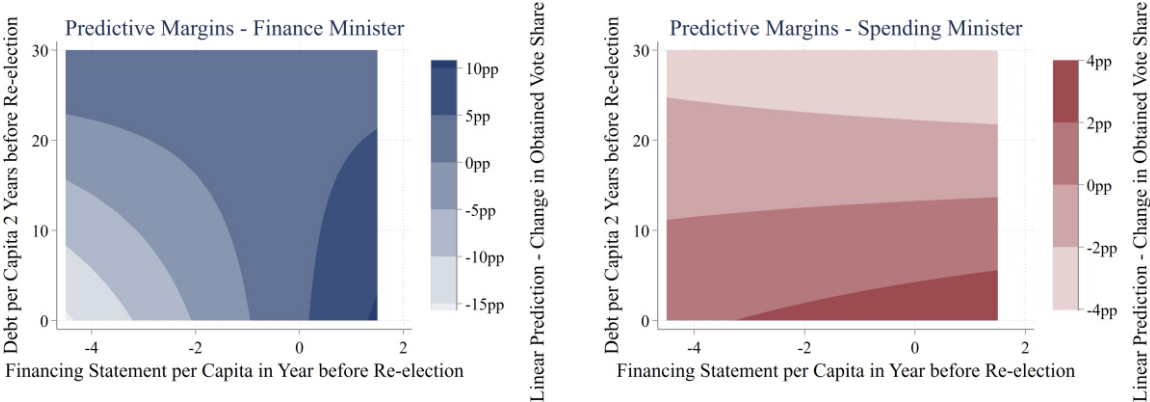 Predictive Margins - Finance Minister
Debt per Capita 2 Years before Re-election
30
20
10
0
-4
-2
0
2
Financing Statement per Capita in Year before Re-election
10pp
5pp
0pp
-5pp
-10pp
-15pp
Linear Prediction - Change in Obtained Vote Share
Predictive Margins - Spending Minister
Debt per Capita 2 Years before Re-election
30
20
10
0
-4
-2
0
2
Financing Statement per Capita in Year before Re-election
4pp
2pp
0pp
-2pp
-4pp
Linear Prediction - Change in Obtained Vote Share